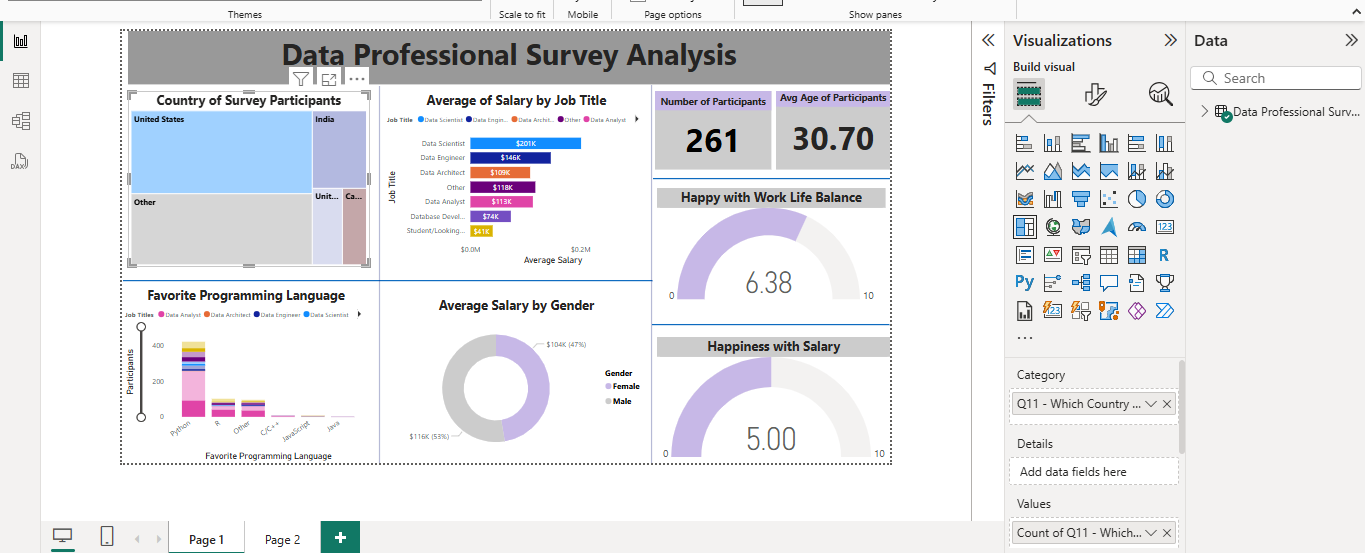 Themes
Scale to fit
Mobile
Page options
Show panes
Data Professional Survey Analysis
Country of Survey Participants
United States
India
Other
Unit...
Ca...
Average of Salary by Job Title
Job Title Data Scientist Data Engin... Data Archit... Other Data Analyst
Job Title
Data Scientist $201K
Data Engineer $146K
Data Architect $109K
Other $118K
Data Analyst $113K
Database Devel... $74K
Student/Looking... $41K
$0.0M $0.2M
Average Salary
Number of Participants
261
Avg Age of Participants
30.70
Happy with Work Life Balance
6.38
0 10
Favorite Programming Language
Job Titles Data Analyst Data Architect Data Engineer Data Scientist
Participants
400
200
0
Python R Other C/C++ JavaScript Java
Favorite Programming Language
Average Salary by Gender
$104K (47%)
$116K (53%)
Gender
Female
Male
Happiness with Salary
5.00
0 10
Page 1
Page 2
+
Filters
Visualizations
Build visual
123
R
Py
123
...
Category
Q11 - Which Country ...
Details
Add data fields here
Values
Count of Q11 - Which...
Data
Search
Data Professional Surv...
DAX